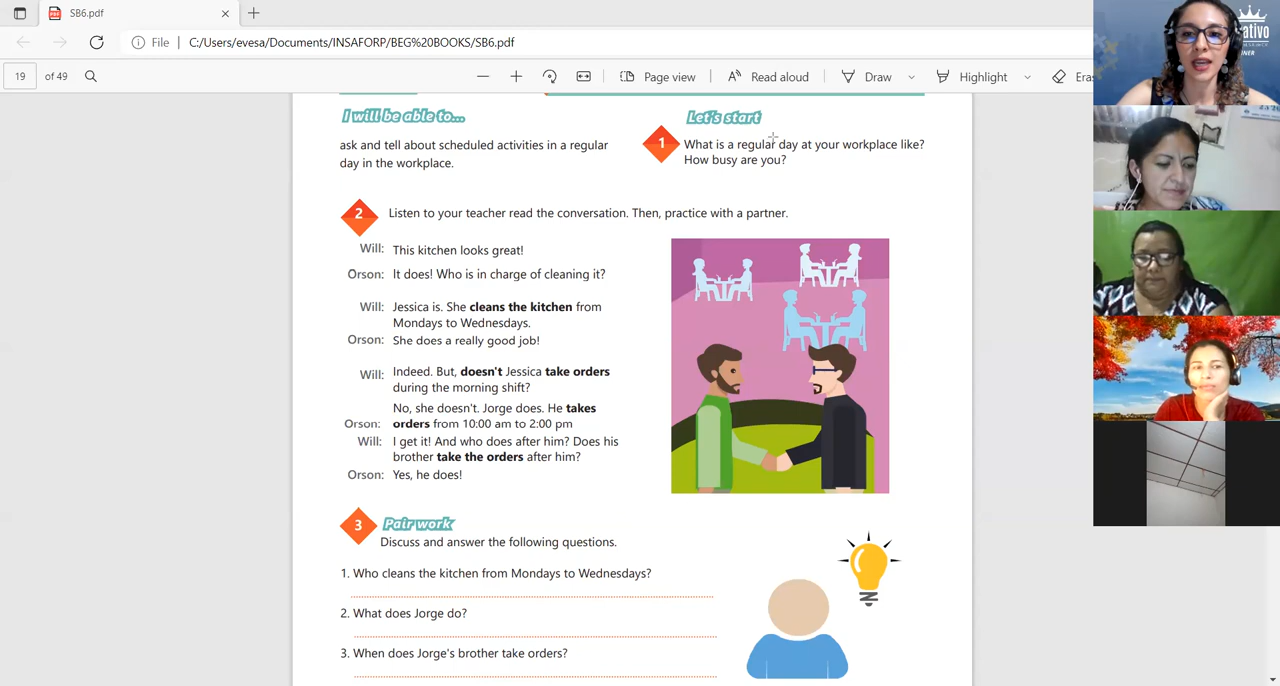 SB6.pdf
File
C:/Users/evesa/Documents/INSAFORP/BEG%20BOOKS/SB6.pdf
19 of 49
Page view
Read aloud
Draw
Highlight
Eras
ativo
NER
I will be able to...
ask and tell about scheduled activities in a regular
day in the workplace.
Let's start
1
What is a regular day at your workplace like?
How busy are you?
2
Listen to your teacher read the conversation. Then, practice with a partner.
Will: This kitchen looks great!
Orson: It does! Who is in charge of cleaning it?
Will: Jessica is. She cleans the kitchen from
Mondays to Wednesdays.
Orson: She does a really good job!
Will: Indeed. But, doesn't Jessica take orders
during the morning shift?
No, she doesn't. Jorge does. He takes
Orson: orders from 10:00 am to 2:00 pm
Will: I get it! And who does after him? Does his
brother take the orders after him?
Orson: Yes, he does!
3
Pair work
Discuss and answer the following questions.
1. Who cleans the kitchen from Mondays to Wednesdays?
2. What does Jorge do?
3. When does Jorge's brother take orders?